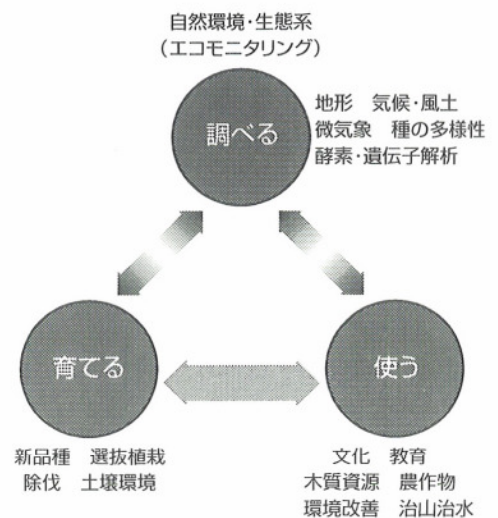 自然環境・生態系
（エコモニタリング）
調べる
地形　気候・風土
微気象　種の多様性
酵素・遺伝子解析
育てる
使う
新品種　選抜植栽
除伐　土壌環境
文化　教育
木質資源　農作物
環境改善　治山治水